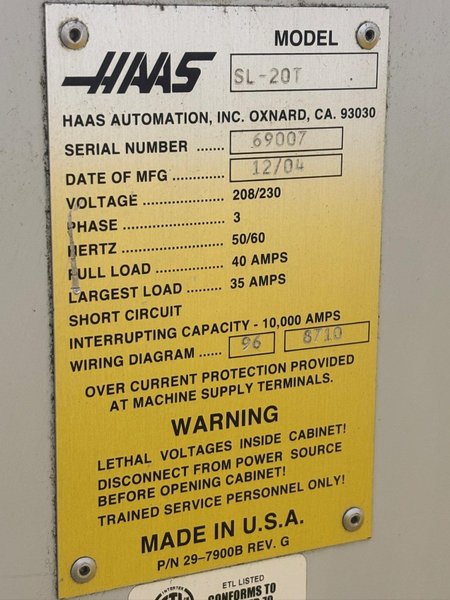 HAAS
MODEL
SL-20T
HAAS AUTOMATION, INC. OXNARD, CA. 93030
SERIAL NUMBER ...... 69007
DATE OF MFG ............ 12/04
VOLTAGE ..................... 208/230
PHASE ......................... 3
HERTZ ......................... 50/60
FULL LOAD .................. 40 AMPS
LARGEST LOAD ......... 35 AMPS
SHORT CIRCUIT
INTERRUPTING CAPACITY - 10,000 AMPS
WIRING DIAGRAM ...... 96 8710
OVER CURRENT PROTECTION PROVIDED
AT MACHINE SUPPLY TERMINALS.
WARNING
LETHAL VOLTAGES INSIDE CABINET!
DISCONNECT FROM POWER SOURCE
BEFORE OPENING CABINET!
TRAINED SERVICE PERSONNEL ONLY!
MADE IN U.S.A.
P/N 29-7900B REV. G
ETL LISTED
CONFORMS TO